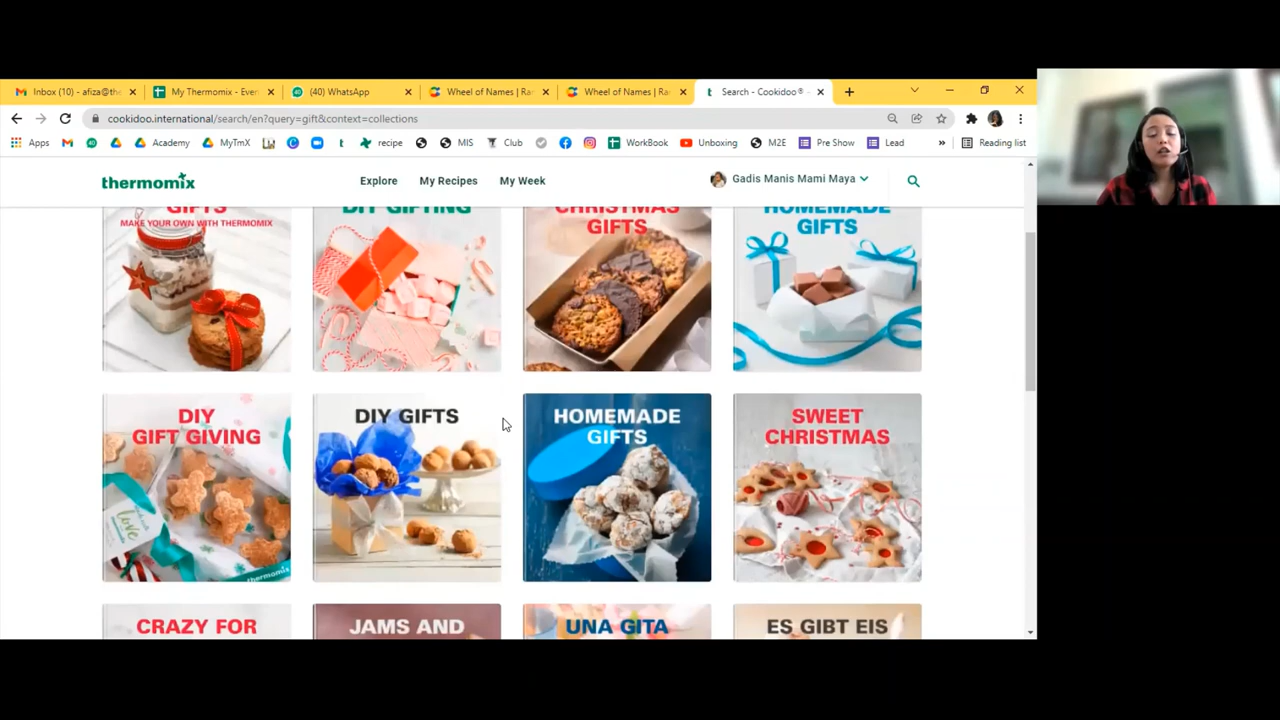 Inbox (10) - afiza@the
My Thermomix - Even
(40) WhatsApp
Wheel of Names | Ra
Wheel of Names | Ra
Search - Cookidoo® -
cookidoo.international/search/en?query=gift&context=collections
Apps
Academy
MyTmX
recipe
MIS
Club
WorkBook
Unboxing
M2E
Pre Show
Lead
»
Reading list
thermomix
Explore
My Recipes
My Week
Gadis Manis Mami Maya
GIFTS
MAKE YOUR OWN WITH THERMOMIX
DIY GIFTING
CHRISTMAS
GIFTS
HOMEMADE
GIFTS
DIY
GIFT GIVING
love
thermomix
DIY GIFTS
HOMEMADE
GIFTS
SWEET
CHRISTMAS
CRAZY FOR
JAMS AND
UNA GITA
ES GIBT EIS